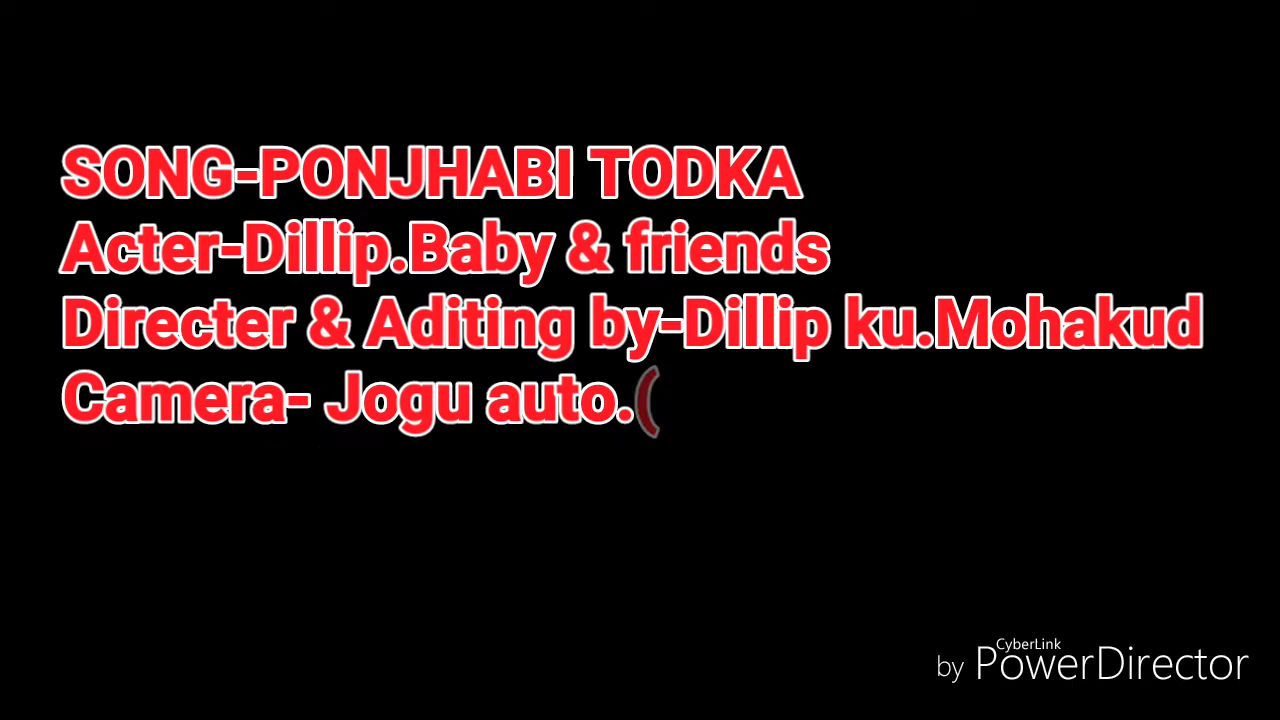 SONG-PONJHABI TODKA
Acter-Dillip.Baby & friends
Directer & Aditing by-Dillip ku.Mohakud
Camera- Jogu auto.(
by CyberLink PowerDirector